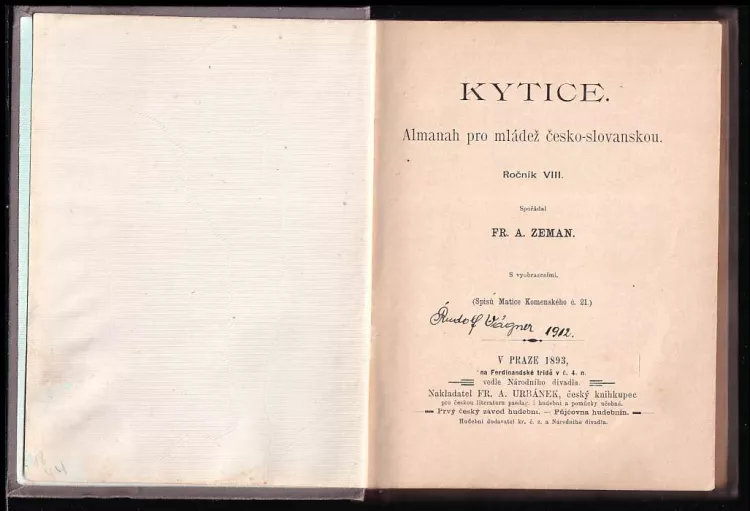 KYTICE.
Almanah pro mládež česko-slovanskou.
Ročník VIII.
Spořádal
FR. A. ZEMAN.
S vyobrazeními.
(Spisů Matice Komenského č. 21.)
Rudolf Vágner 1912.
V PRAZE 1893,
na Ferdinandské třídě v č. 4. n.
vedle Národního divadla.
Nakladatel FR. A. URBÁNEK, český knihkupec
pro českou literaturu paedag. i hudební a pomůcky učebné.
Prvý český závod hudební. — Půjčovna hudebnin.
Hudební dodavatel kr. č. z. a Národního divadla.